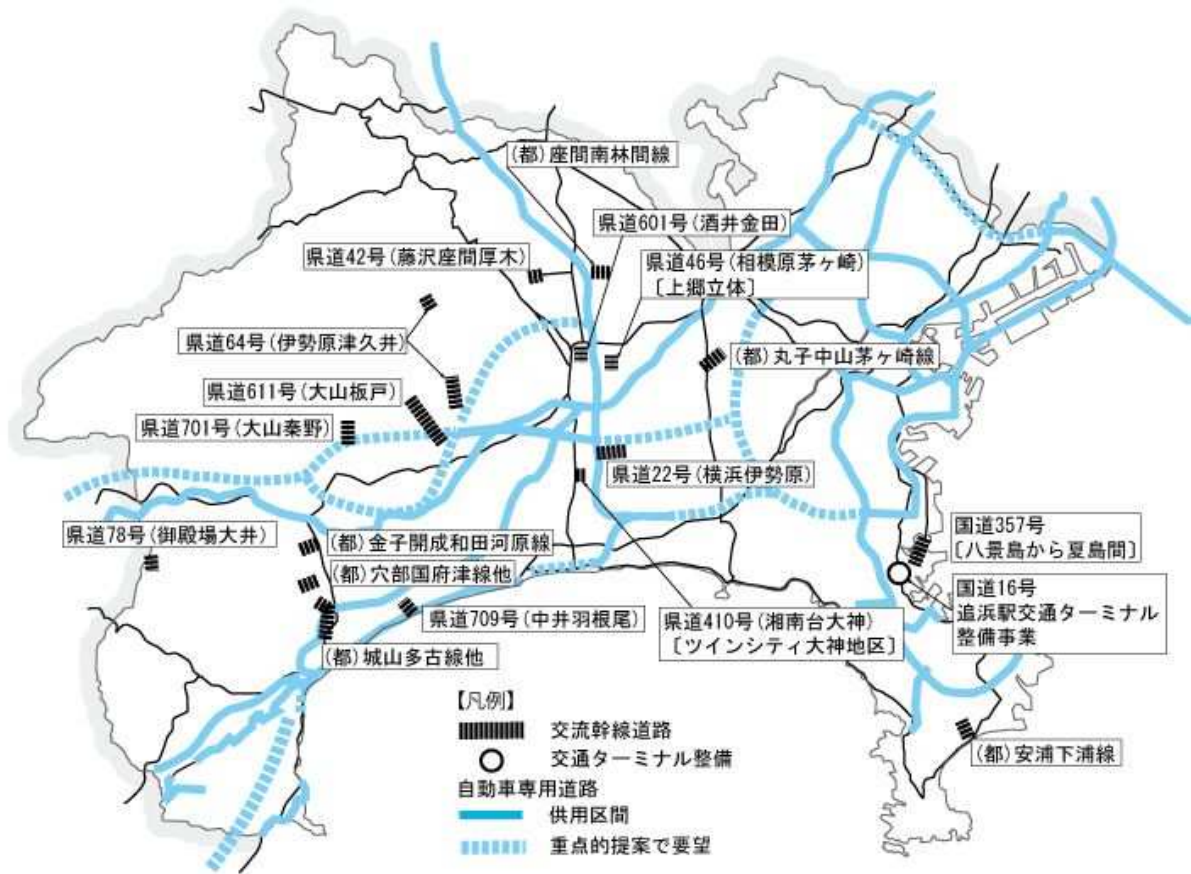 (都)座間南林間線
県道601号(酒井金田)
県道42号(藤沢座間厚木)
県道46号(相模原茅ヶ崎)
〔上郷立体〕
県道64号(伊勢原津久井)
(都)丸子中山茅ヶ崎線
県道611号(大山板戸)
県道701号(大山秦野)
県道22号(横浜伊勢原)
県道78号(御殿場大井)
(都)金子開成和田河原線
(都)穴部国府津線他
国道357号
〔八景島から夏島間〕
国道16号
追浜駅交通ターミナル
整備事業
県道709号(中井羽根尾)
県道410号(湘南台大神)
〔ツインシティ大神地区〕
(都)城山多古線他
(都)安浦下浦線
【凡例】
交流幹線道路
交通ターミナル整備
自動車専用道路
供用区間
重点的提案で要望